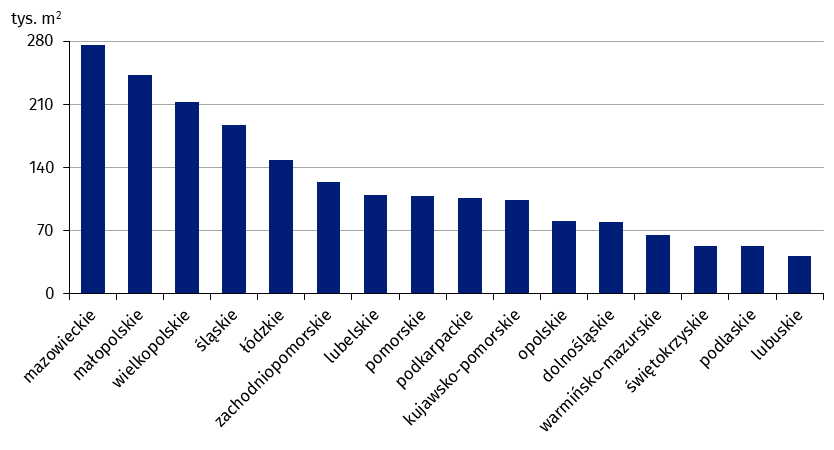 tys. m²
280
210
140
70
0
mazowieckie
małopolskie
wielkopolskie
śląskie
łódzkie
zachodniopomorskie
lubelskie
pomorskie
podkarpackie
kujawsko-pomorskie
opolskie
dolnośląskie
warmińsko-mazurskie
świętokrzyskie
podlaskie
lubuskie